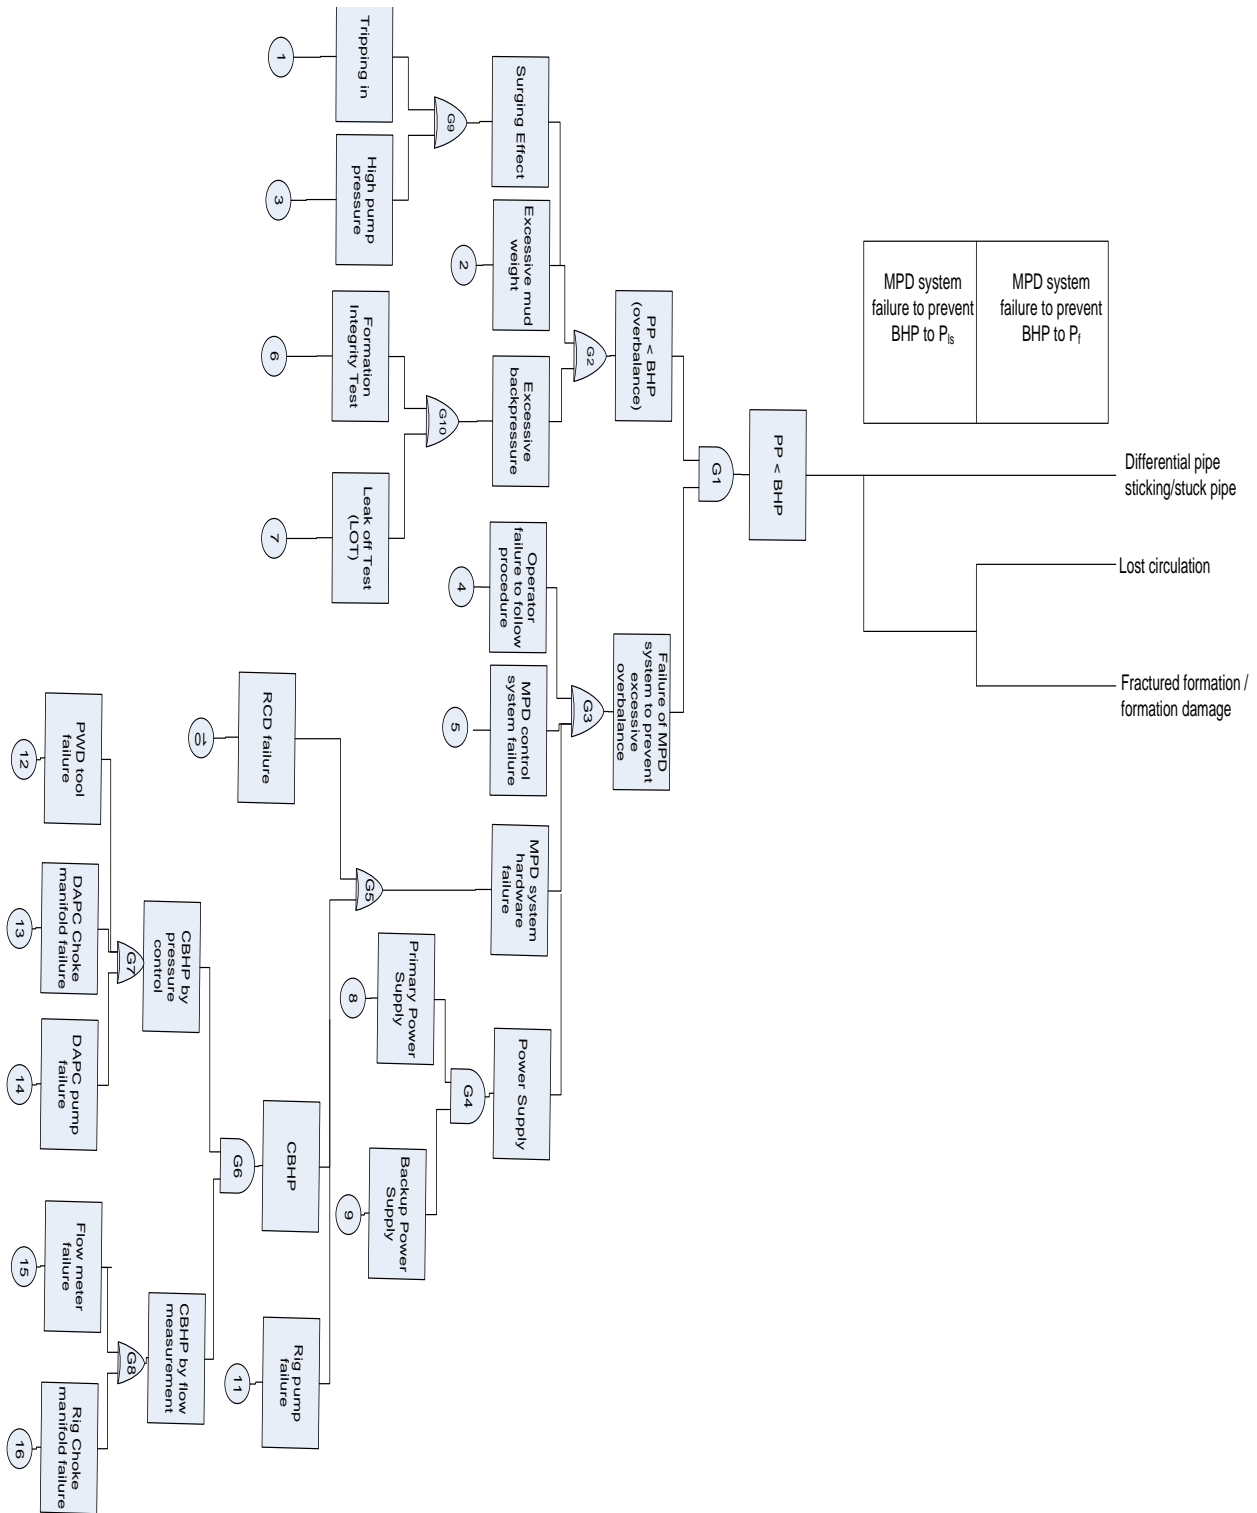 MPD system
failure to prevent
BHP to Pls
MPD system
failure to prevent
BHP to Pf
Differential pipe
sticking/stuck pipe
Lost circulation
Fractured formation /
formation damage
PP < BHP
G1
PP < BHP
(overbalance)
Failure of MPD
system to prevent
excessive
overbalance
G2
G3
Surging Effect
Excessive mud
weight
2
Excessive
backpressure
Operator
failure to follow
procedure
4
MPD control
system failure
5
MPD system
hardware
failure
Power Supply
G9
G10
G5
G4
Tripping in
1
High pump
pressure
3
Formation
Integrity Test
6
Leak off Test
(LOT)
7
Primary Power
Supply
8
Backup Power
Supply
9
RCD failure
10
CBHP
Rig pump
failure
11
G6
CBHP by
pressure
control
CBHP by flow
measurement
G7
G8
PWD tool
failure
12
DAPC Choke
manifold failure
13
DAPC pump
failure
14
Flow meter
failure
15
Rig Choke
manifold failure
16